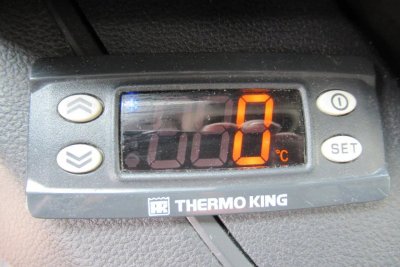 0 °C
SET
THERMO KING